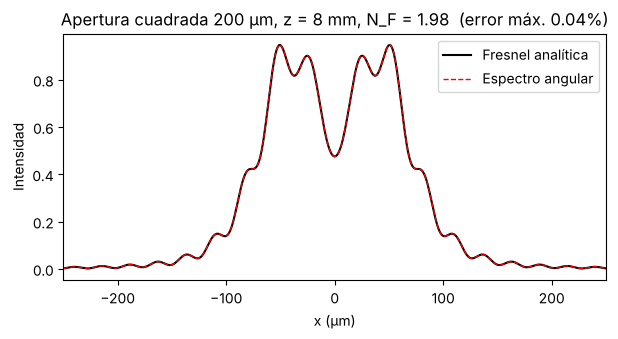 Apertura cuadrada 200 µm, z = 8 mm, N_F = 1.98  (error máx. 0.04%)
Fresnel analítica
Espectro angular
Intensidad
0.8
0.6
0.4
0.2
0.0
−200
−100
0
100
200
x (µm)